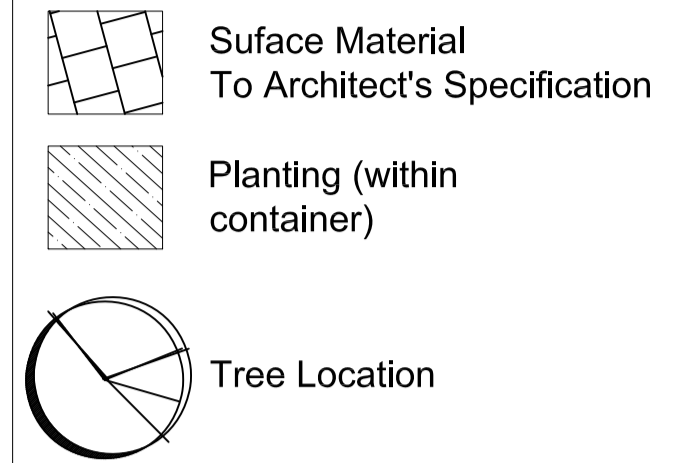 Suface Material
To Architect's Specification
Planting (within
container)
Tree Location